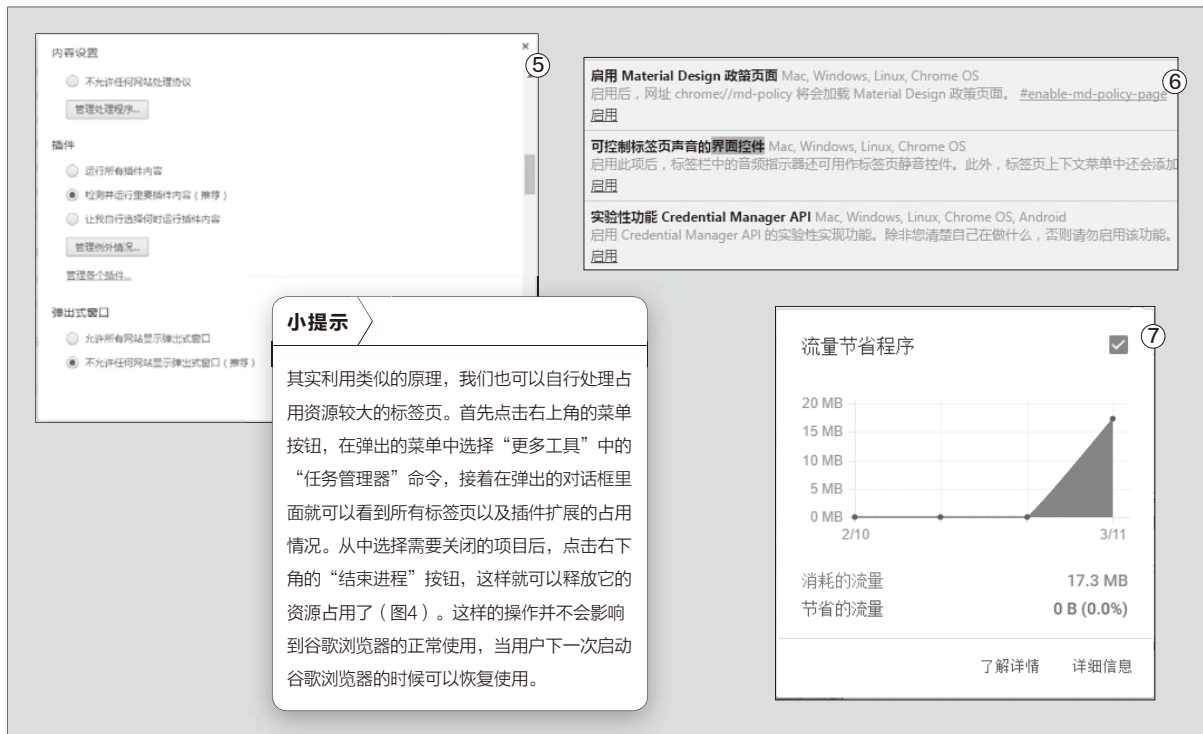 内容设置
×
⑤
不允许任何网站处理协议
管理处理程序...
插件
运行所有插件内容
检测并运行重要插件内容（推荐）
让我自行选择何时运行插件内容
管理例外情况...
管理各个插件...
弹出式窗口
允许所有网站显示弹出式窗口
不允许任何网站显示弹出式窗口（推荐）
启用 Material Design 政策页面 Mac, Windows, Linux, Chrome OS
⑥
启用后，网址 chrome://md-policy 将会加载 Material Design 政策页面。 #enable-md-policy-page
启用
可控制标签页声音的界面控件 Mac, Windows, Linux, Chrome OS
启用此项后，标签栏中的音频指示器还可用作标签页静音控件。此外，标签页上下文菜单中还会添加
启用
实验性功能 Credential Manager API Mac, Windows, Linux, Chrome OS, Android
启用 Credential Manager API 的实验性实现功能。除非您清楚自己在做什么，否则请勿启用该功能。
启用
小提示
其实利用类似的原理，我们也可以自行处理占
用资源较大的标签页。首先点击右上角的菜单
按钮，在弹出的菜单中选择“更多工具”中的
“任务管理器”命令，接着在弹出的对话框里
面就可以看到所有标签页以及插件扩展的占用
情况。从中选择需要关闭的项目后，点击右下
角的“结束进程”按钮，这样就可以释放它的
资源占用了（图4）。这样的操作并不会影响
到谷歌浏览器的正常使用，当用户下一次启动
谷歌浏览器的时候可以恢复使用。
流量节省程序
⑦
20 MB
15 MB
10 MB
5 MB
0 MB
2/10 3/11
消耗的流量 17.3 MB
节省的流量 0 B (0.0%)
了解详情 详细信息